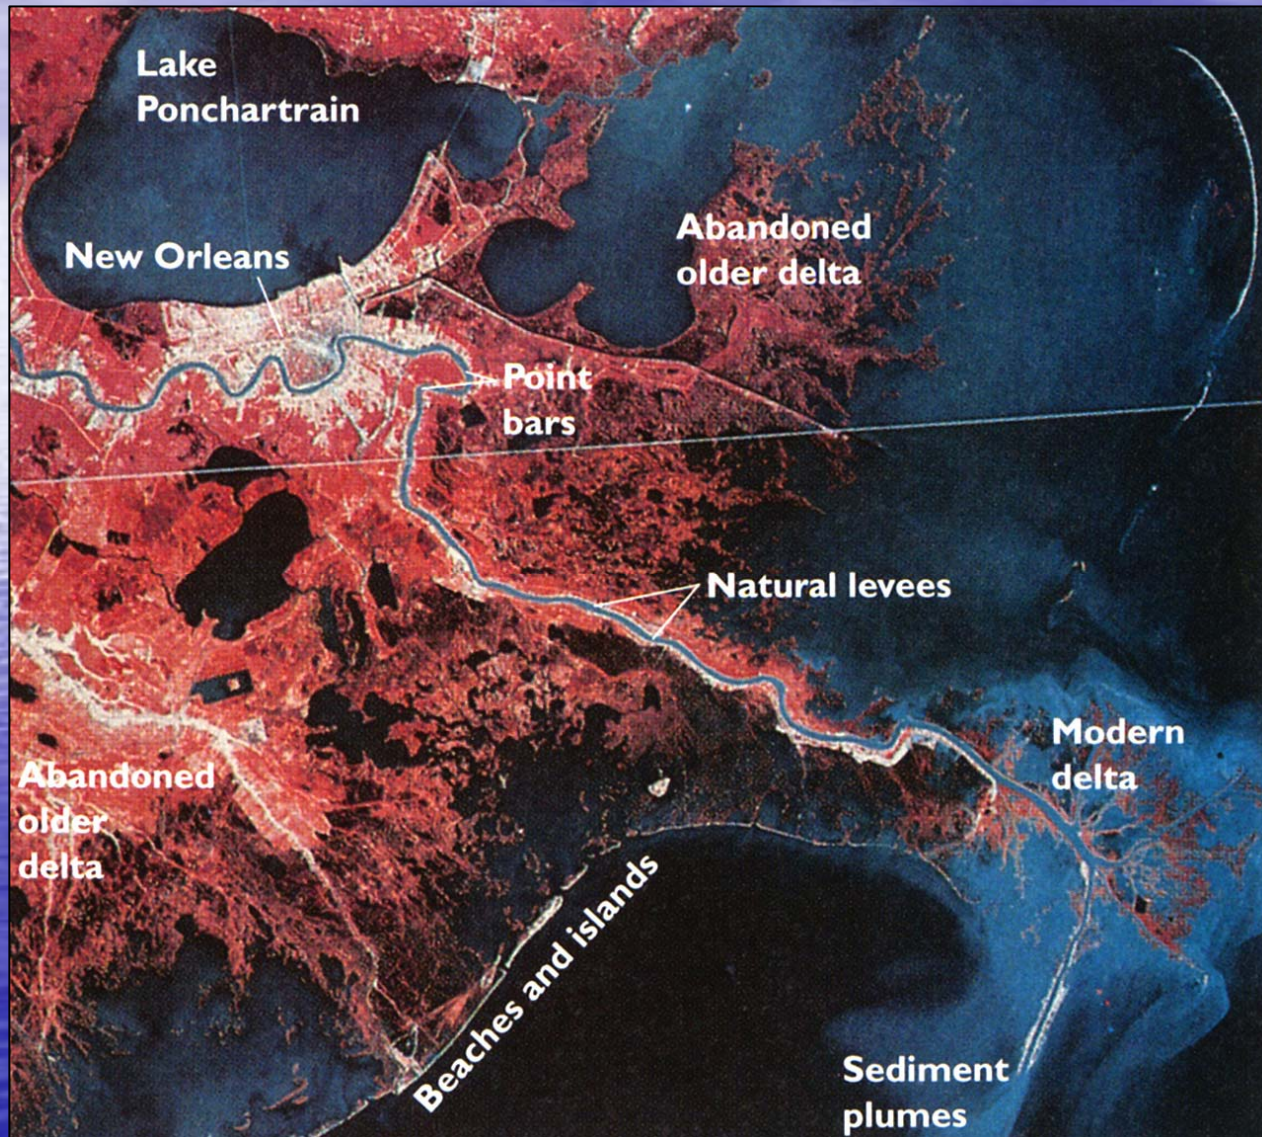 Lake
Ponchartrain
New Orleans
Abandoned
older delta
Point
bars
Natural levees
Modern
delta
Abandoned
older
delta
Beaches and islands
Sediment
plumes